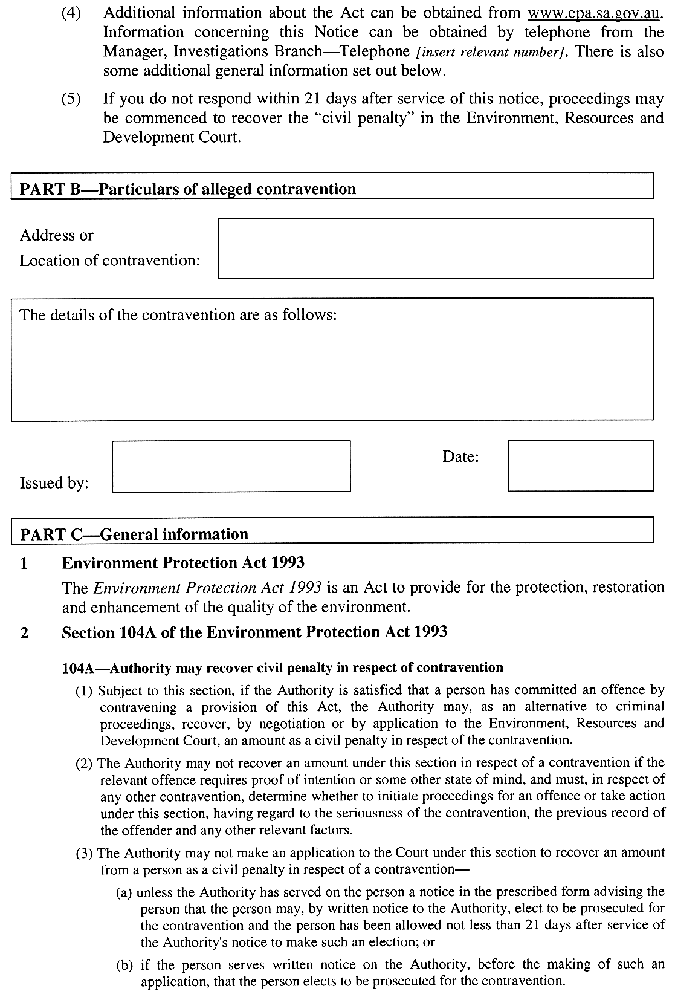 (4) Additional information about the Act can be obtained from www.epa.sa.gov.au.
Information concerning this Notice can be obtained by telephone from the
Manager, Investigations Branch—Telephone [insert relevant number]. There is also
some additional general information set out below.
(5) If you do not respond within 21 days after service of this notice, proceedings may
be commenced to recover the “civil penalty” in the Environment, Resources and
Development Court.
PART B—Particulars of alleged contravention
Address or
Location of contravention:
The details of the contravention are as follows:
Date:
Issued by:
PART C—General information
1 Environment Protection Act 1993
The Environment Protection Act 1993 is an Act to provide for the protection, restoration
and enhancement of the quality of the environment.
2 Section 104A of the Environment Protection Act 1993
104A—Authority may recover civil penalty in respect of contravention
(1) Subject to this section, if the Authority is satisfied that a person has committed an offence by
contravening a provision of this Act, the Authority may, as an alternative to criminal
proceedings, recover, by negotiation or by application to the Environment, Resources and
Development Court, an amount as a civil penalty in respect of the contravention.
(2) The Authority may not recover an amount under this section in respect of a contravention if the
relevant offence requires proof of intention or some other state of mind, and must, in respect of
any other contravention, determine whether to initiate proceedings for an offence or take action
under this section, having regard to the seriousness of the contravention, the previous record of
the offender and any other relevant factors.
(3) The Authority may not make an application to the Court under this section to recover an amount
from a person as a civil penalty in respect of a contravention—
(a) unless the Authority has served on the person a notice in the prescribed form advising the
person that the person may, by written notice to the Authority, elect to be prosecuted for
the contravention and the person has been allowed not less than 21 days after service of
the Authority's notice to make such an election; or
(b) if the person serves written notice on the Authority, before the making of such an
application, that the person elects to be prosecuted for the contravention.